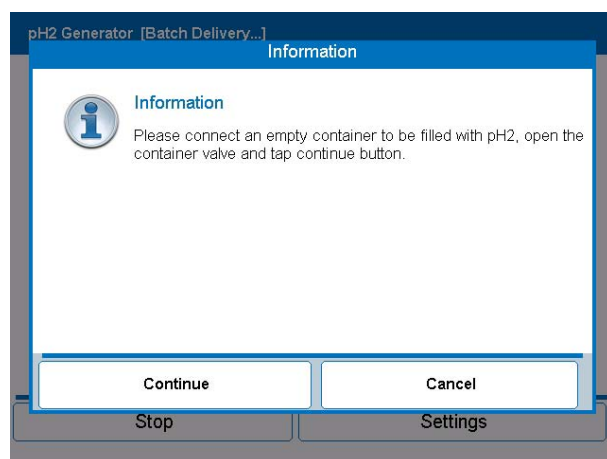 pH2 Generator [Batch Delivery...]
Information
Information
Please connect an empty container to be filled with pH2, open the
container valve and tap continue button.
Continue Cancel
Stop Settings